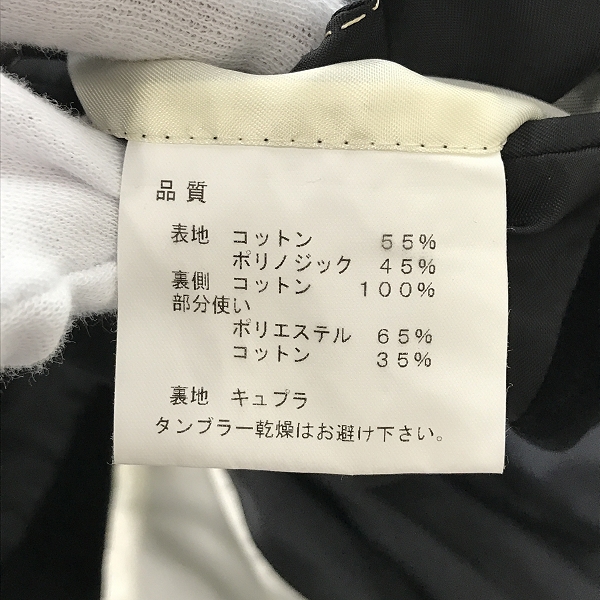 品質
表地 コットン 55%
ポリノジック 45%
裏側 コットン 100%
部分使い
ポリエステル 65%
コットン 35%
裏地 キュプラ
タンブラー乾燥はお避け下さい。